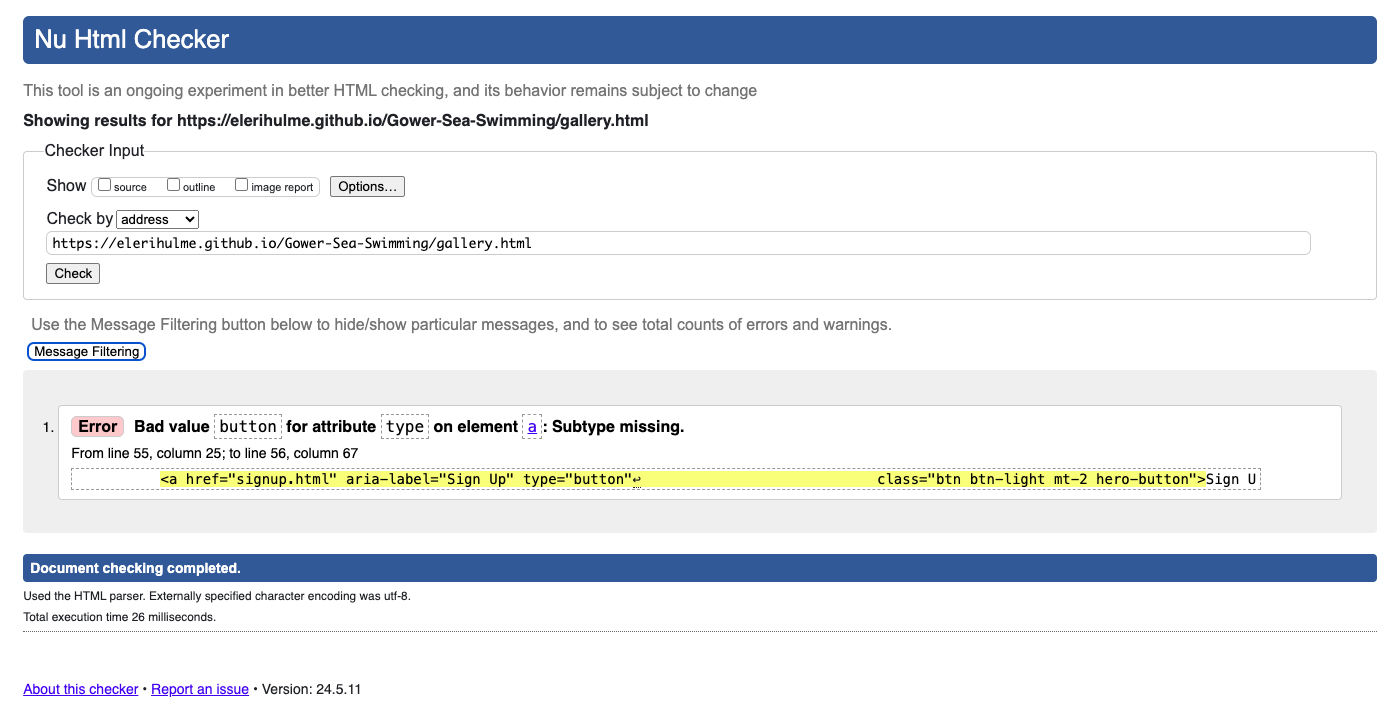 Nu Html Checker
This tool is an ongoing experiment in better HTML checking, and its behavior remains subject to change
Showing results for https://elerihulme.github.io/Gower-Sea-Swimming/gallery.html
Checker Input
Show source outline image report Options…
Check by address
https://elerihulme.github.io/Gower-Sea-Swimming/gallery.html
Check
Use the Message Filtering button below to hide/show particular messages, and to see total counts of errors and warnings.
Message Filtering
1. Error Bad value button for attribute type on element a: Subtype missing.
From line 55, column 25; to line 56, column 67
<a href="signup.html" aria-label="Sign Up" type="button"↩ class="btn btn-light mt-2 hero-button">Sign U
Document checking completed.
Used the HTML parser. Externally specified character encoding was utf-8.
Total execution time 26 milliseconds.
About this checker • Report an issue • Version: 24.5.11